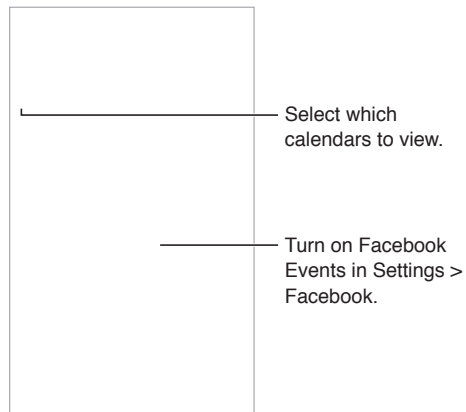 Select which
calendars to view.
Turn on Facebook
Events in Settings >
Facebook.